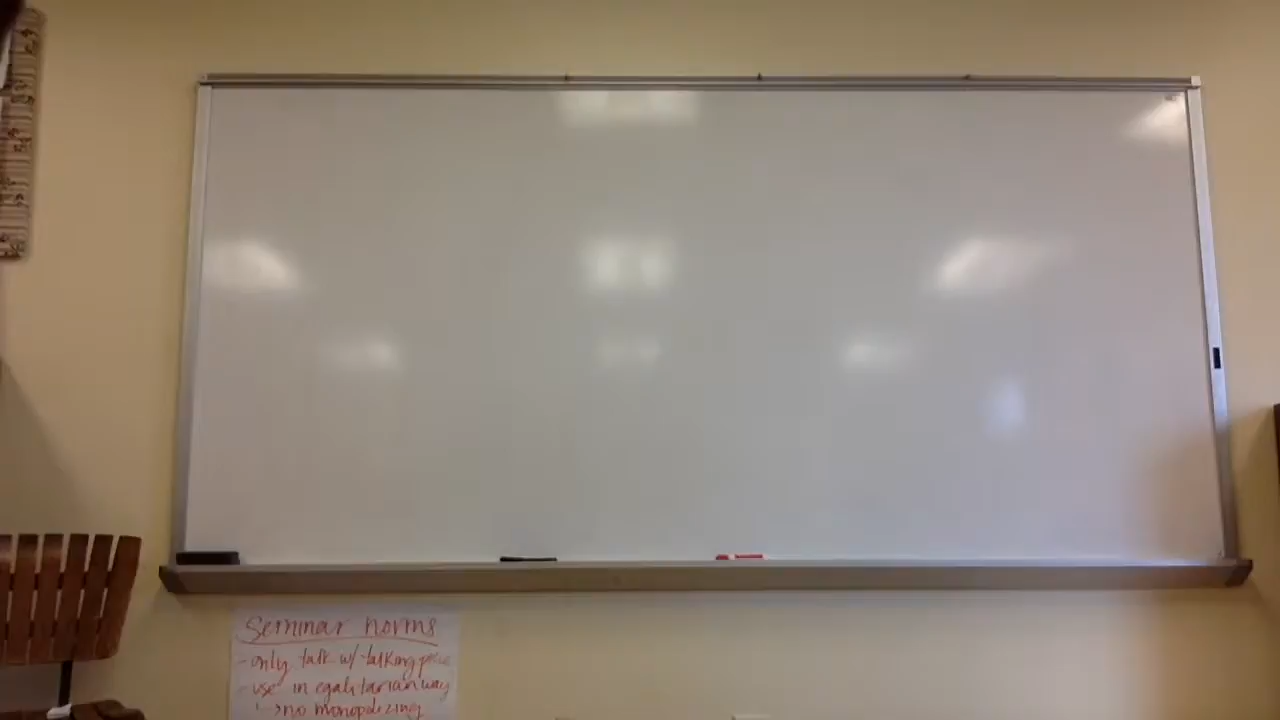 Seminar norms
- only talk w/ talking piece
- use in egalitarian way
↳ no monopolizing